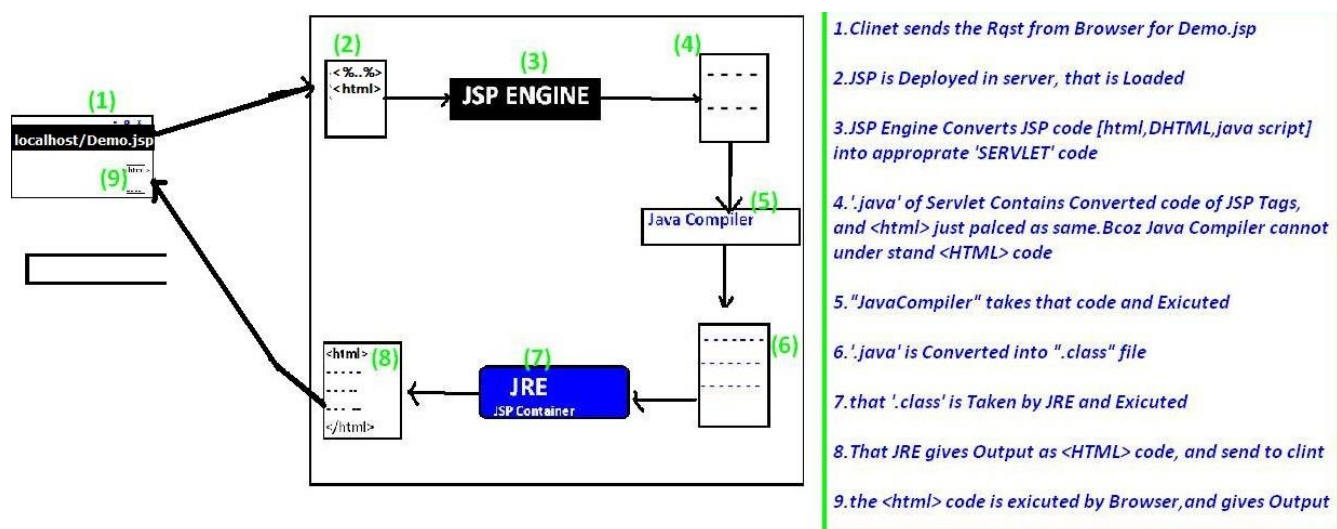 (1)
localhost/Demo.jsp
(9)
(2)
<%..%>
<html>
(3)
JSP ENGINE
(4)
(5)
Java Compiler
(6)
(7)
JRE
JSP Container
<html>
(8)
</html>
1.Clinet sends the Rqst from Browser for Demo.jsp
2.JSP is Deployed in server, that is Loaded
3.JSP Engine Converts JSP code [html,DHTML,java script]
into approprate 'SERVLET' code
4.'.java' of Servlet Contains Converted code of JSP Tags,
and <html> just palced as same.Bcoz Java Compiler cannot
under stand <HTML> code
5."JavaCompiler" takes that code and Exicuted
6.'.java' is Converted into ".class" file
7.that '.class' is Taken by JRE and Exicuted
8.That JRE gives Output as <HTML> code, and send to clint
9.the <html> code is exicuted by Browser,and gives Output